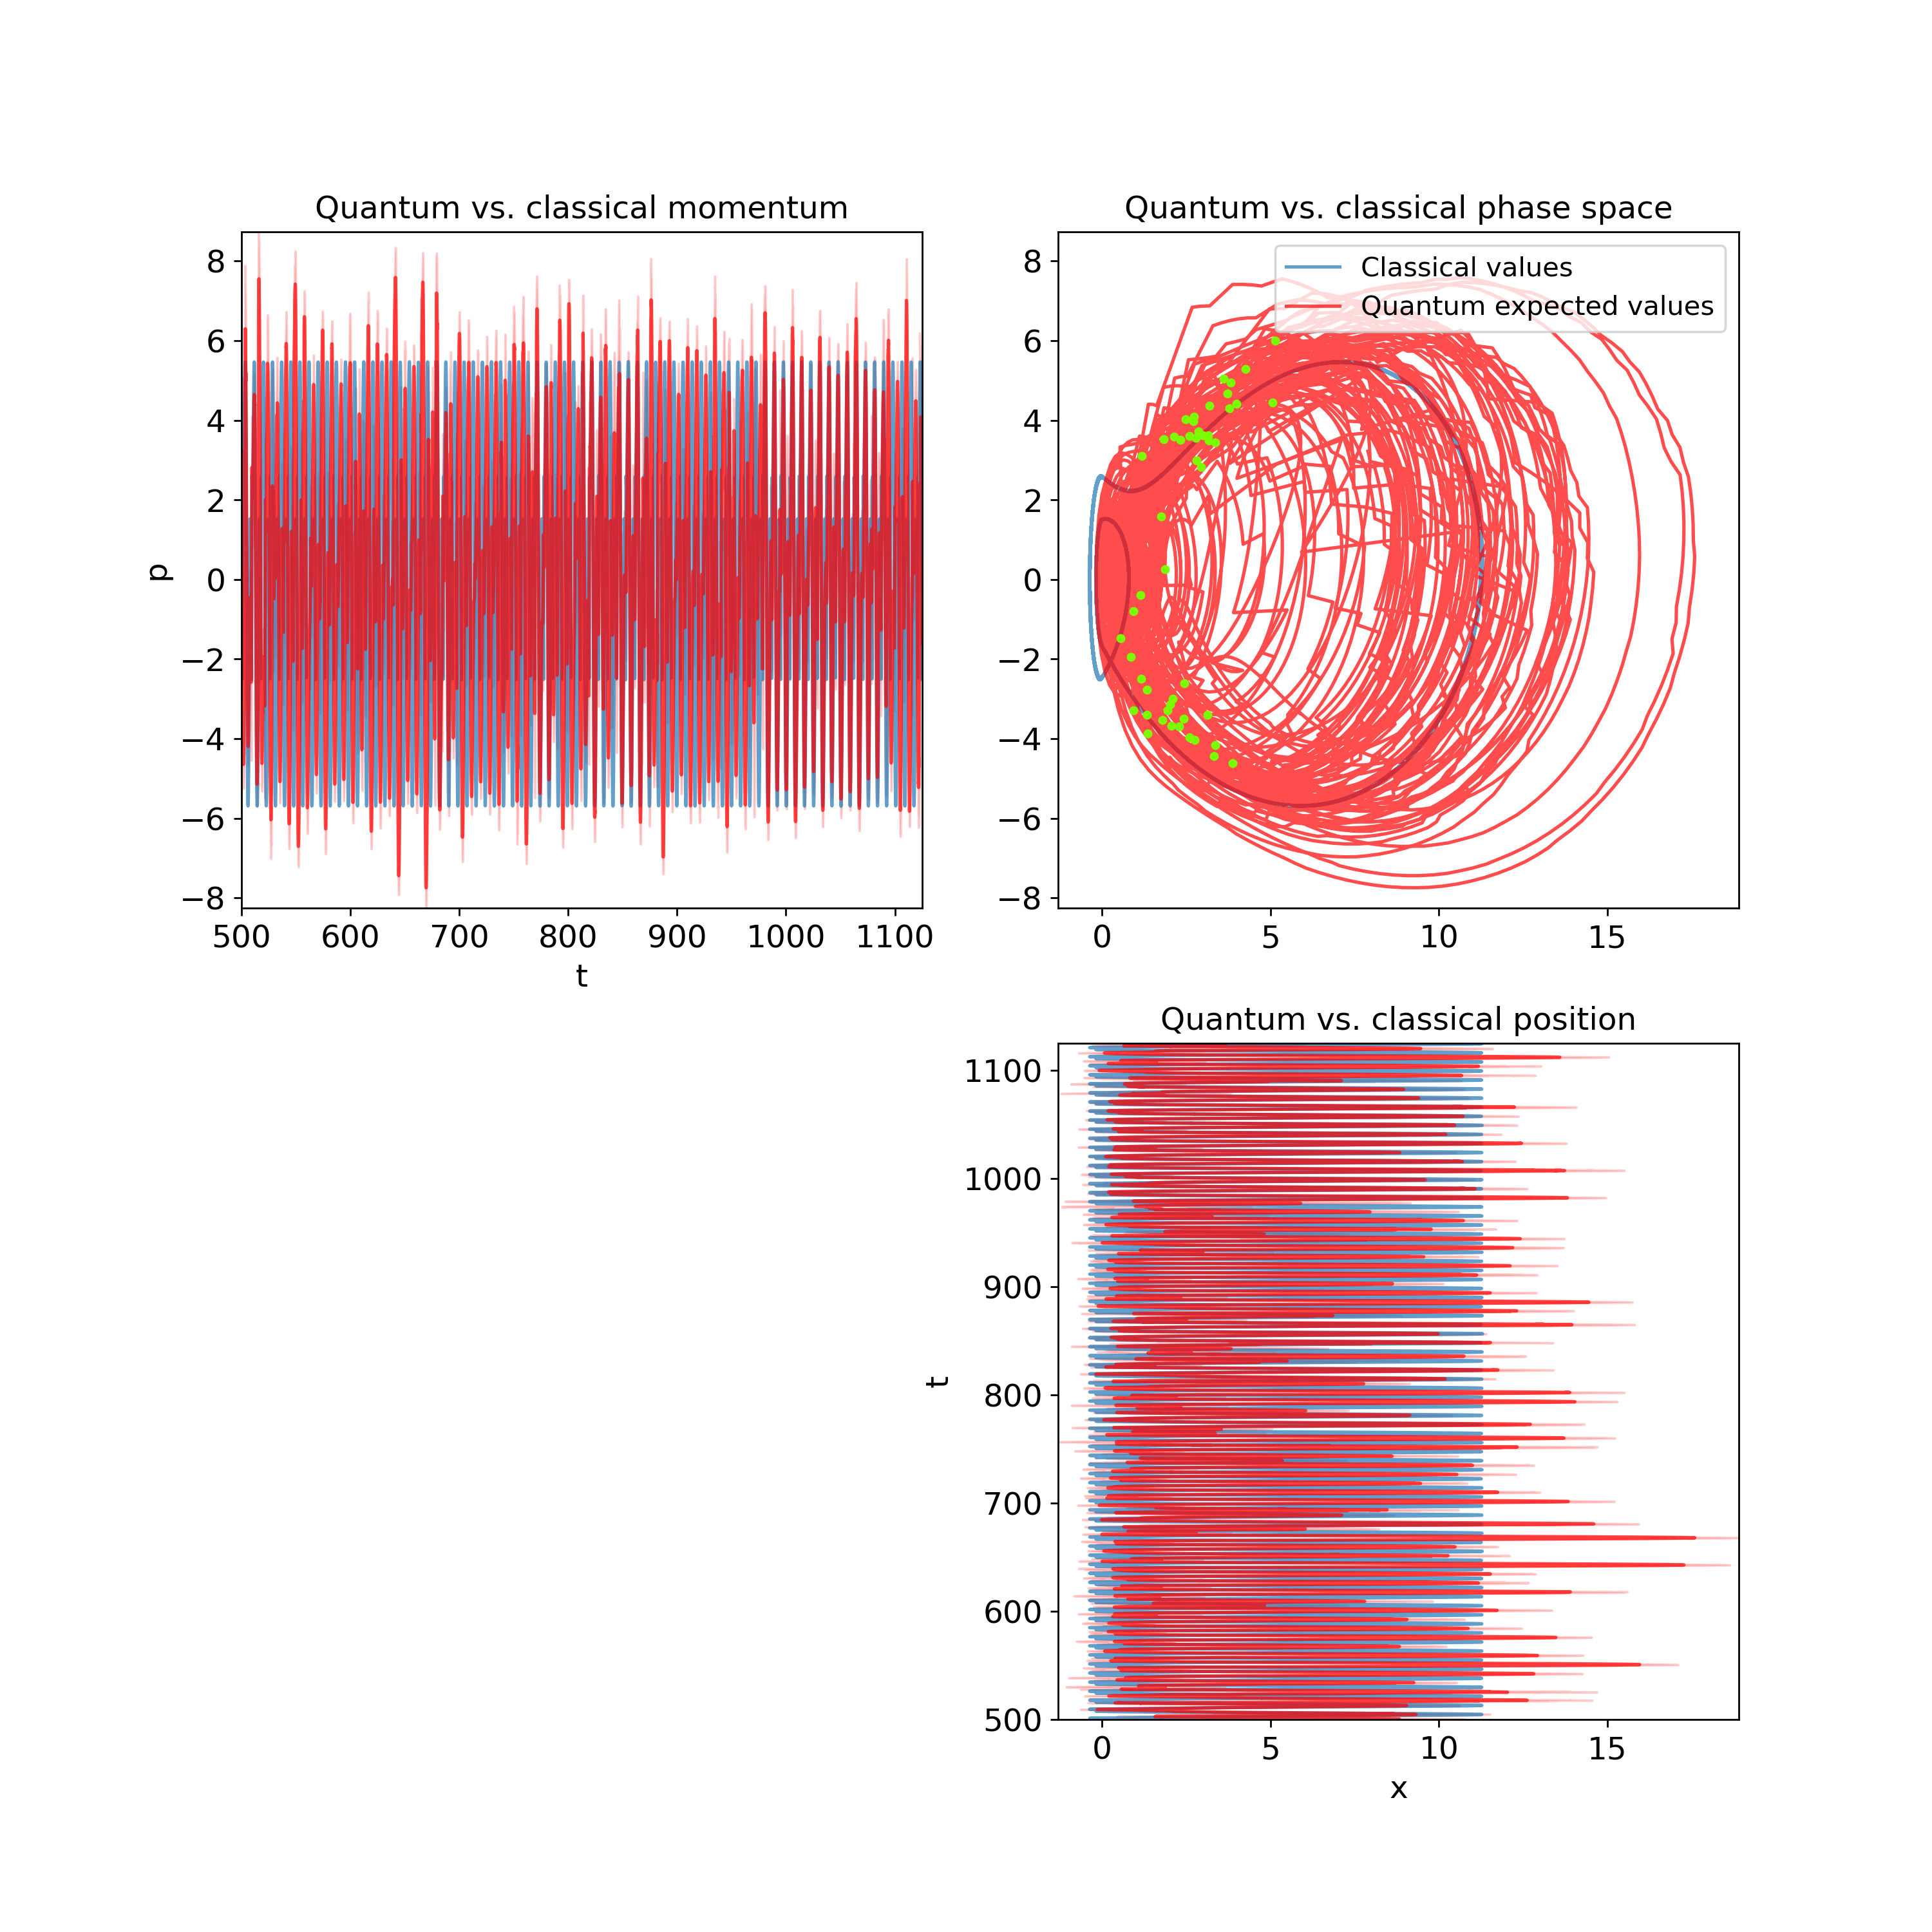 Quantum vs. classical momentum
8
6
4
2
0
−2
−4
−6
−8
p
500 600 700 800 900 1000 1100
t
Quantum vs. classical phase space
Classical values
Quantum expected values
8
6
4
2
0
−2
−4
−6
−8
0 5 10 15
Quantum vs. classical position
1100
1000
900
800
700
600
500
t
0 5 10 15
x